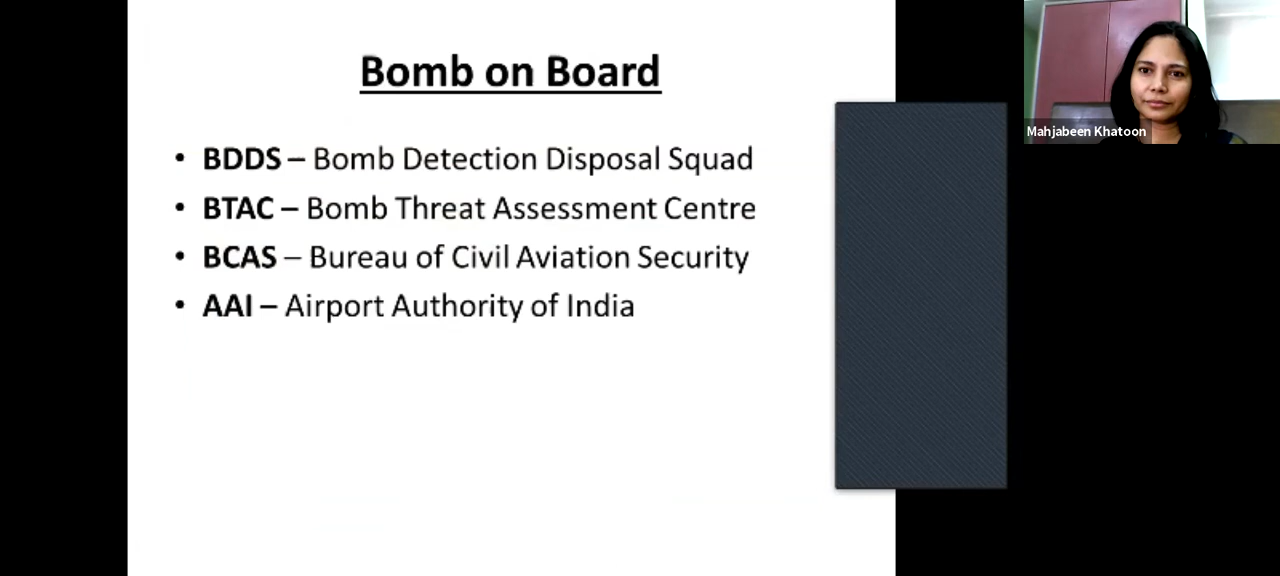 Bomb on Board
• BDDS – Bomb Detection Disposal Squad
• BTAC – Bomb Threat Assessment Centre
• BCAS – Bureau of Civil Aviation Security
• AAI – Airport Authority of India
Mahjabeen Khatoon